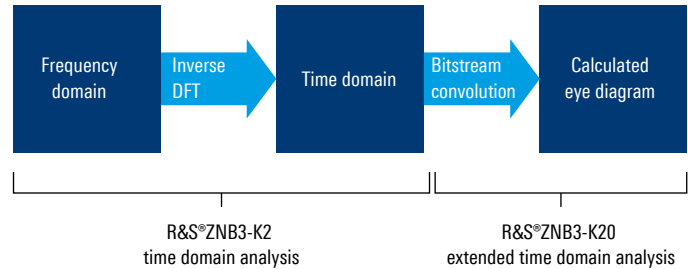 Frequency
domain
Inverse
DFT
Time domain
Bitstream
convolution
Calculated
eye diagram
R&S®ZNB3-K2
time domain analysis
R&S®ZNB3-K20
extended time domain analysis